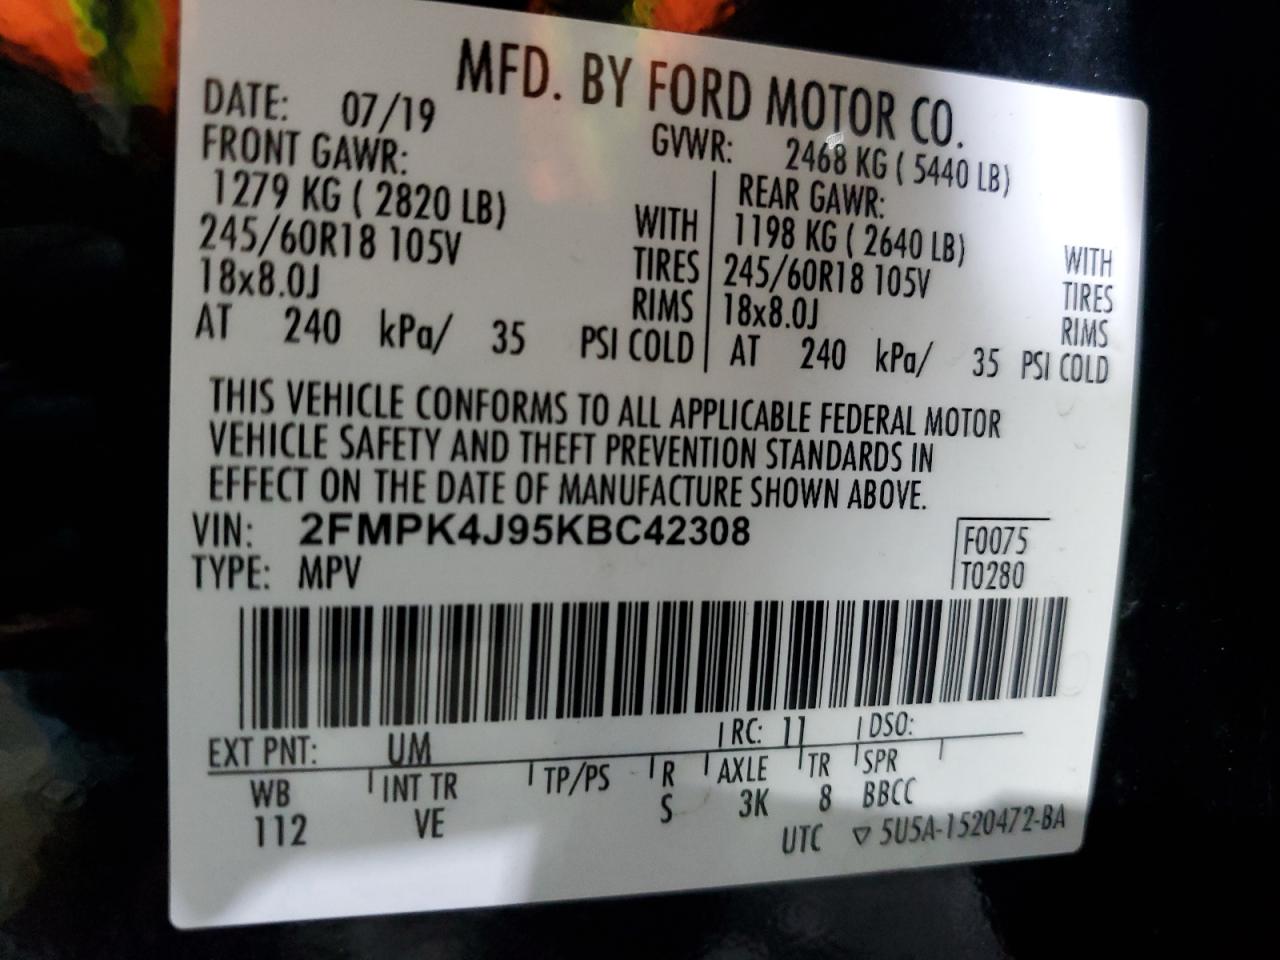 MFD. BY FORD MOTOR CO.
DATE: 07/19 GVWR: 2468 KG ( 5440 LB)
FRONT GAWR: REAR GAWR:
1279 KG ( 2820 LB) WITH 1198 KG ( 2640 LB) WITH
245/60R18 105V TIRES 245/60R18 105V TIRES
18x8.0J RIMS 18x8.0J RIMS
AT 240 kPa/ 35 PSI COLD AT 240 kPa/ 35 PSI COLD
THIS VEHICLE CONFORMS TO ALL APPLICABLE FEDERAL MOTOR
VEHICLE SAFETY AND THEFT PREVENTION STANDARDS IN
EFFECT ON THE DATE OF MANUFACTURE SHOWN ABOVE.
VIN: 2FMPK4J95KBC42308 F0075
TYPE: MPV T0280
EXT PNT: UM RC: 11 DSO:
WB INT TR TP/PS R AXLE TR SPR
112 VE S 3K 8 BBCC
UTC ▽ 5U5A-1520472-BA